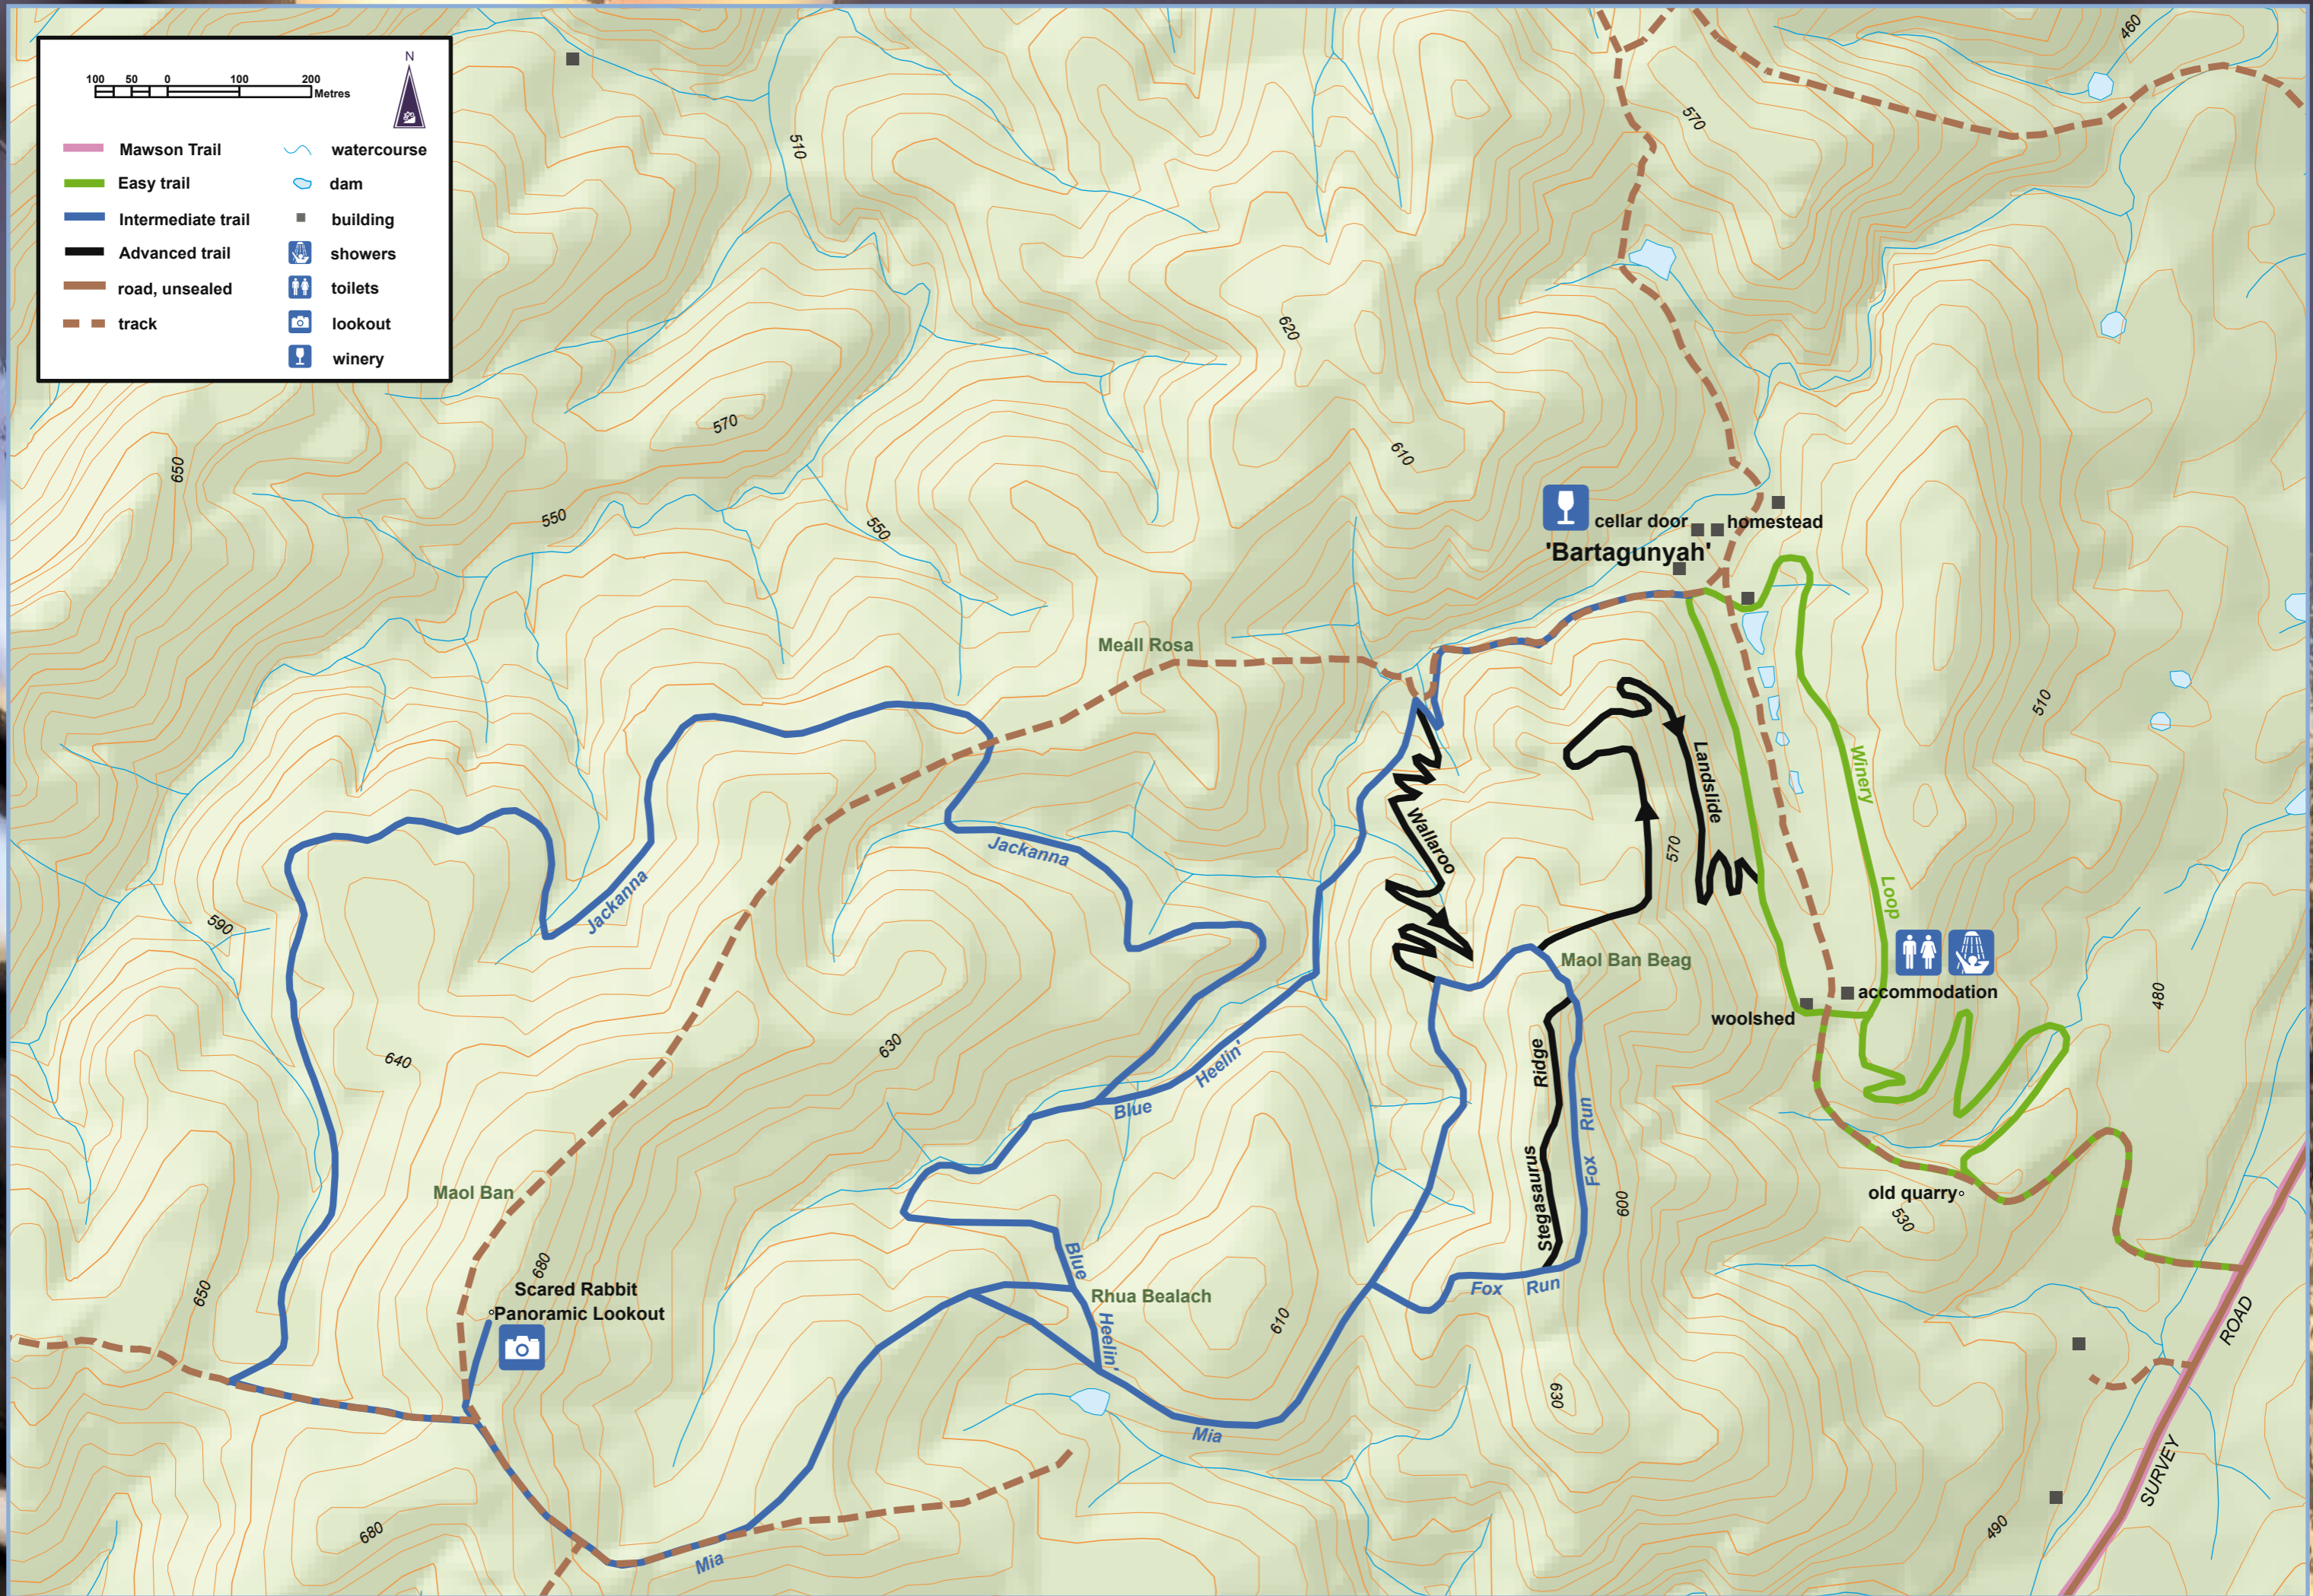 N
100 50 0 100 200
Metres
Mawson Trail
watercourse
Easy trail
dam
Intermediate trail
building
Advanced trail
showers
road, unsealed
toilets
track
lookout
winery
460
510
570
620
570
610
650
550
550
cellar door
homestead
'Bartagunyah'
Meall Rosa
510
Landslide
Winery
Wallaroo
Jackanna
570
Jackanna
Loop
590
Maol Ban Beag
480
accommodation
woolshed
640
630
Heelin'
Ridge
Blue
Run
Maol Ban
Fox
Stegasaurus
600
old quarry
530
680
Blue
650
Scared Rabbit
Panoramic Lookout
Rhua Bealach
Fox Run
610
Heelin'
ROAD
630
Mia
SURVEY
680
490
Mia